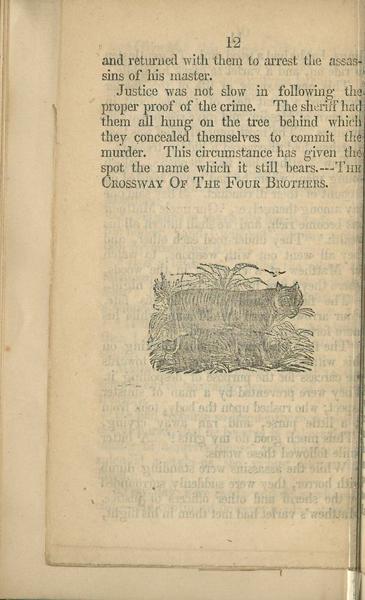 12
and returned with them to arrest the assas-
sins of his master.
Justice was not slow in following the
proper proof of the crime. The sheriff had
them all hung on the tree behind which
they concealed themselves to commit the
murder. This circumstance has given the
spot the name which it still bears.---THE
CROSSWAY OF THE FOUR BROTHERS.